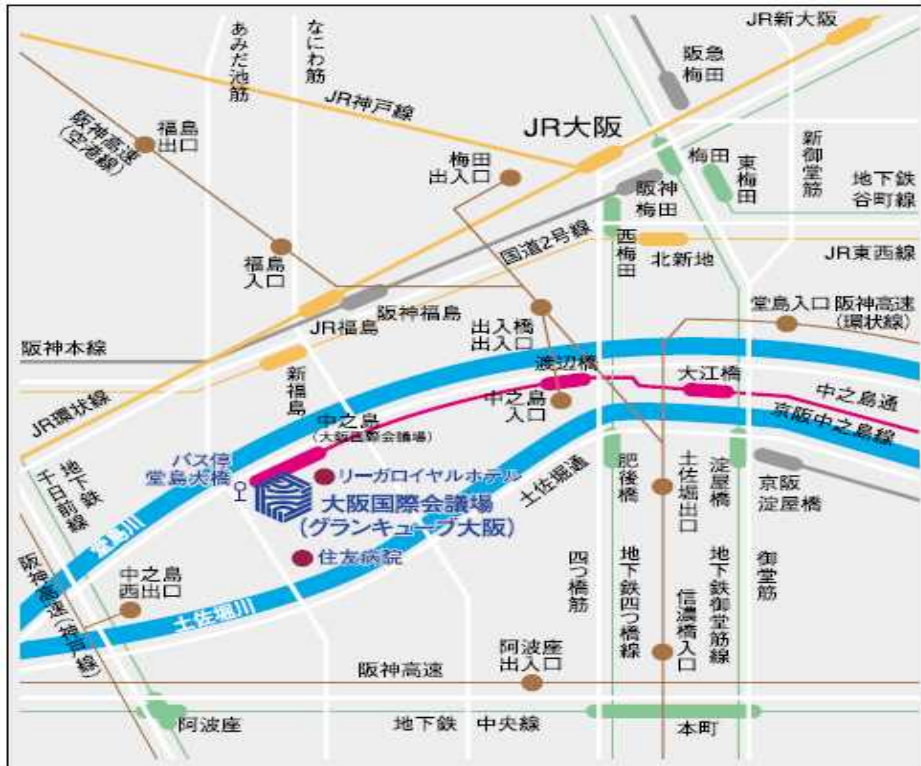 JR新大阪
あみだ池筋
なにわ筋
阪急
梅田
JR神戸線
JR大阪
新御堂筋
阪神高速
(空港線)
福島
出口
梅田
出入口
梅田
東梅田
阪神
梅田
地下鉄
谷町線
国道2号線
西梅田
北新地
JR東西線
福島
入口
阪神福島
JR福島
出入橋
出入口
堂島入口
阪神高速
(環状線)
阪神本線
新福島
渡辺橋
大江橋
中之島通
JR環状線
中之島
(大阪国際会議場)
中之島
入口
京阪中之島線
バス停
堂島大橋
リーガロイヤルホテル
土佐堀通
地下鉄
千日前線
大阪国際会議場
(グランキューブ大阪)
肥後橋
土佐堀出口
淀屋橋
京阪
淀屋橋
堂島川
住友病院
中之島
西出口
四つ橋筋
地下鉄四つ橋線
信濃橋入口
地下鉄御堂筋線
御堂筋
阪神高速(神戸線)
土佐堀川
阪神高速
阿波座
出入口
阿波座
地下鉄
中央線
本町